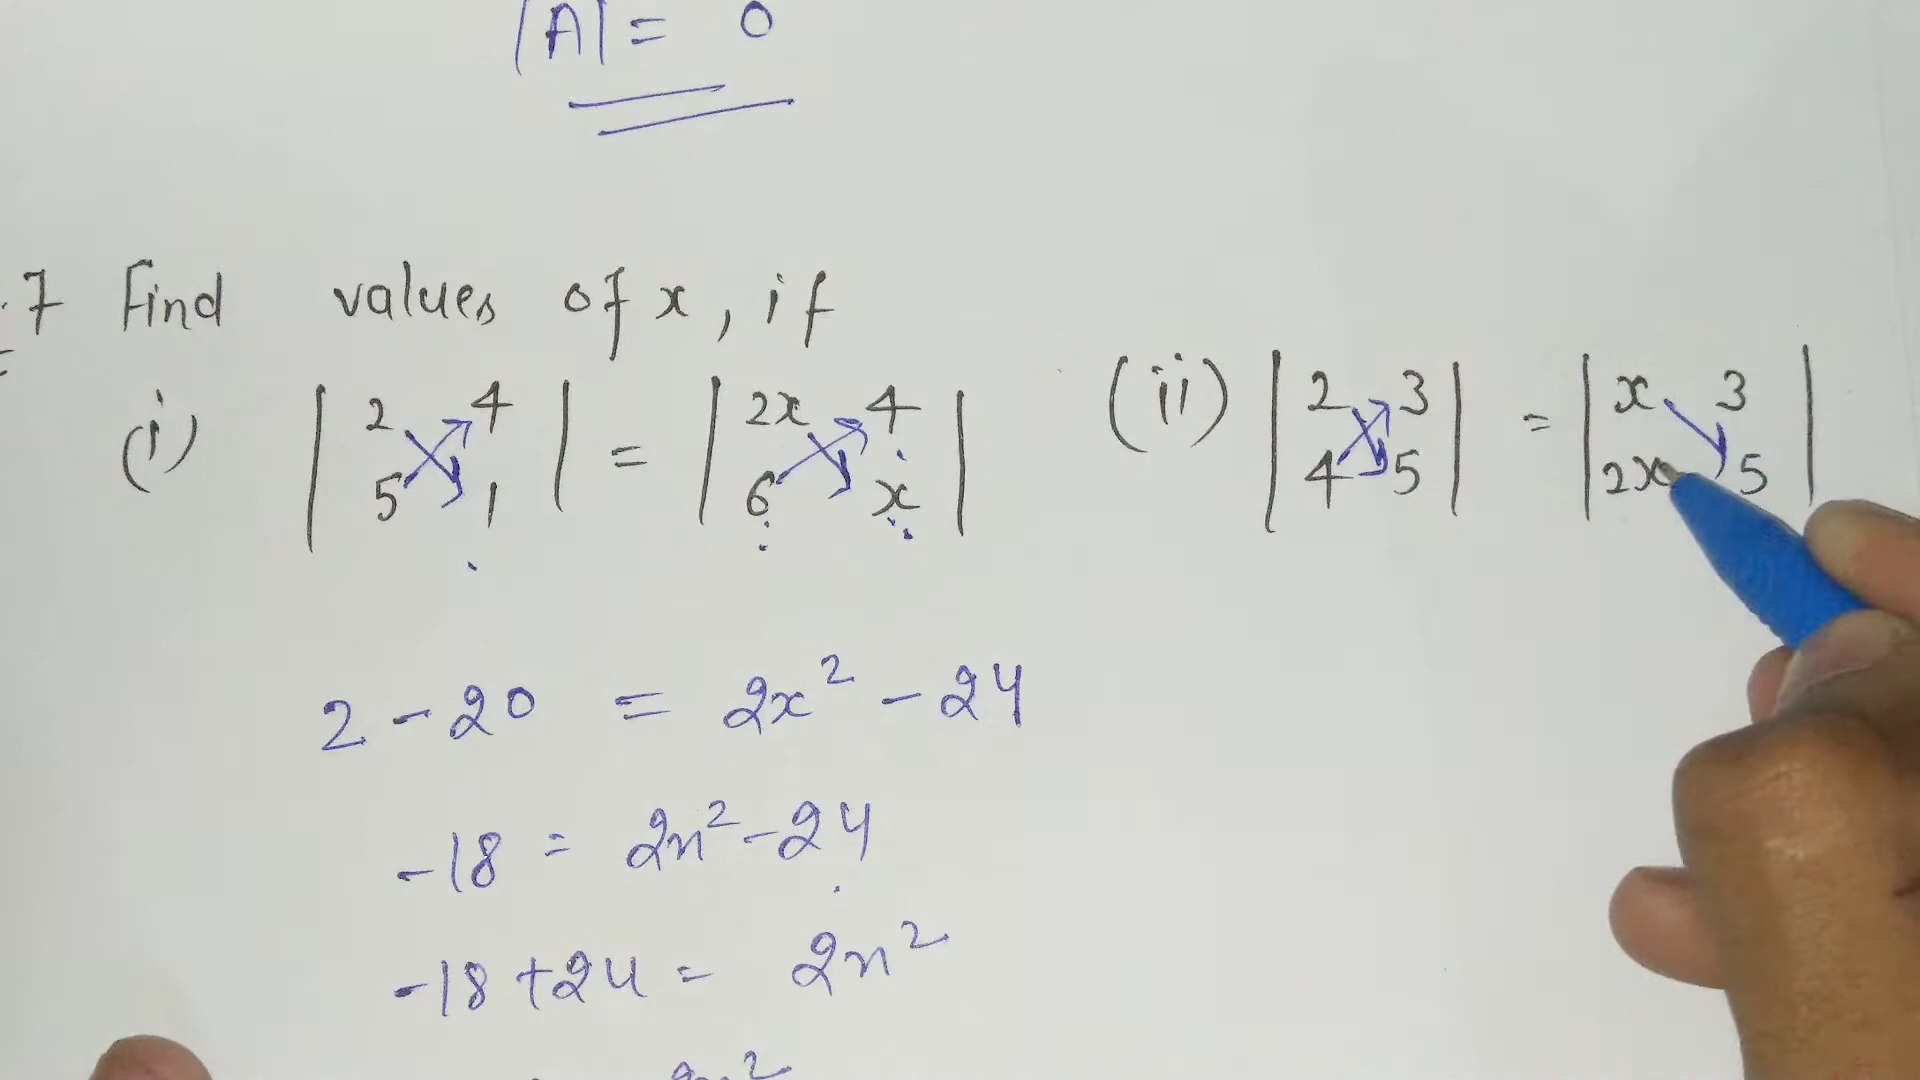 |A| = 0
.7 Find values of x, if
(i) | 2 4 | = | 2x 4 |
| 5 1 | | 6 x |
(ii) | 2 3 | = | x 3 |
| 4 5 | | 2x 5 |
2 - 20 = 2x² - 24
-18 = 2x² - 24
-18 + 24 = 2x²